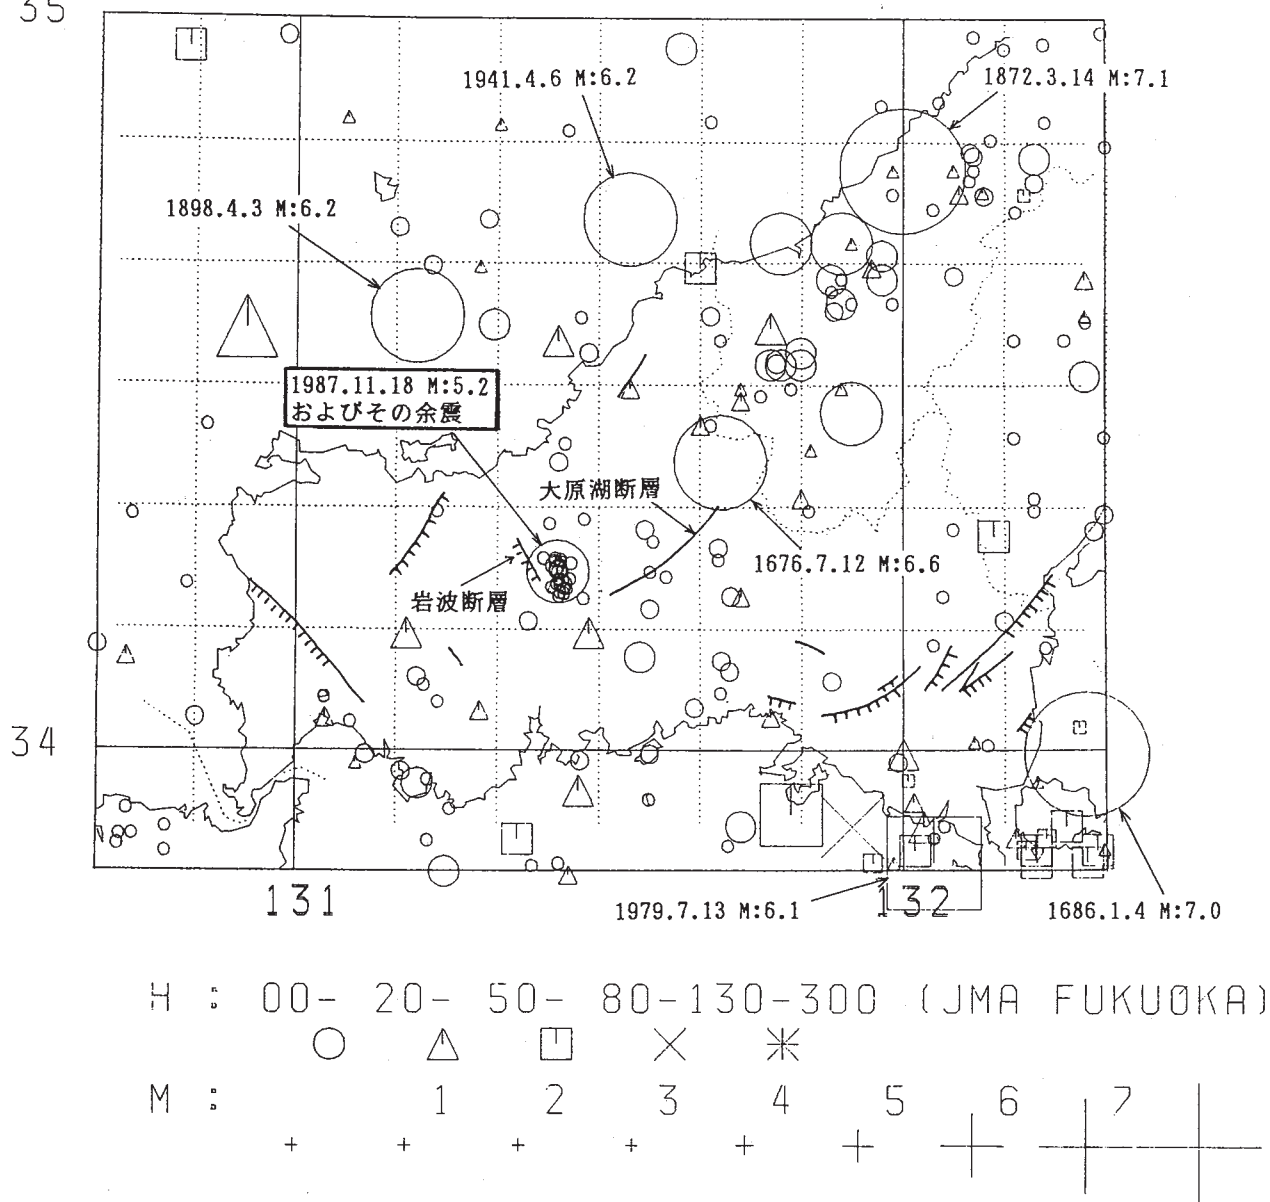 35
1941.4.6 M:6.2
1872.3.14 M:7.1
1898.4.3 M:6.2
1987.11.18 M:5.2
およびその余震
大原湖断層
1676.7.12 M:6.6
岩波断層
34
131
132
1979.7.13 M:6.1
1686.1.4 M:7.0
H : 00- 20- 50- 80-130-300 (JMA FUKUOKA)
M : 1 2 3 4 5 6 7